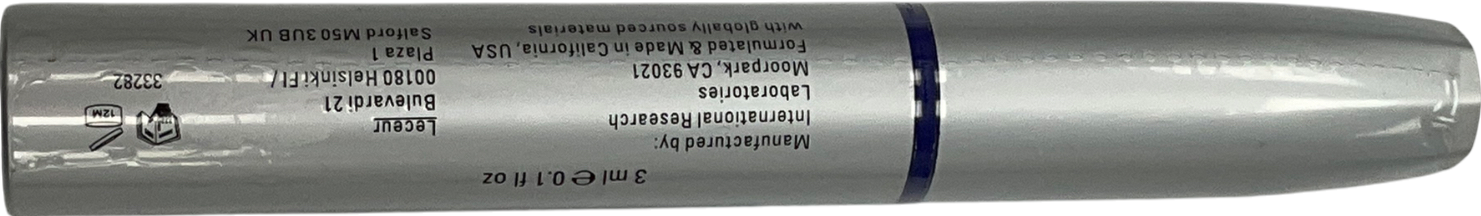 3 ml ℮ 0.1 fl oz
Manufactured by:
International Research
Laboratories
Moorpark, CA 93021
Formulated & Made in California, USA,
with globally sourced materials
Leceur
Bulevardi 21
00180 Helsinki FI /
Plaza 1
Salford M50 3UB UK
12M
33282